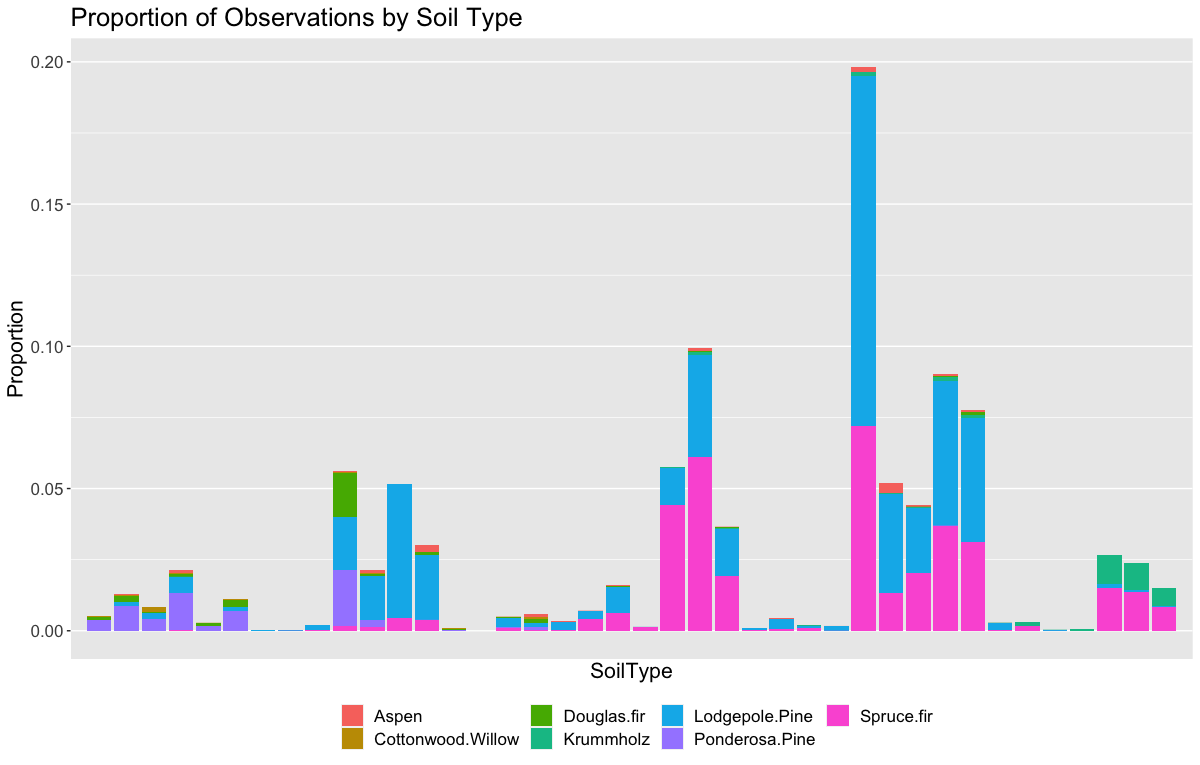 Proportion of Observations by Soil Type
0.20
0.15
0.10
0.05
0.00
Proportion
SoilType
Aspen Douglas.fir Lodgepole.Pine Spruce.fir
Cottonwood.Willow Krummholz Ponderosa.Pine